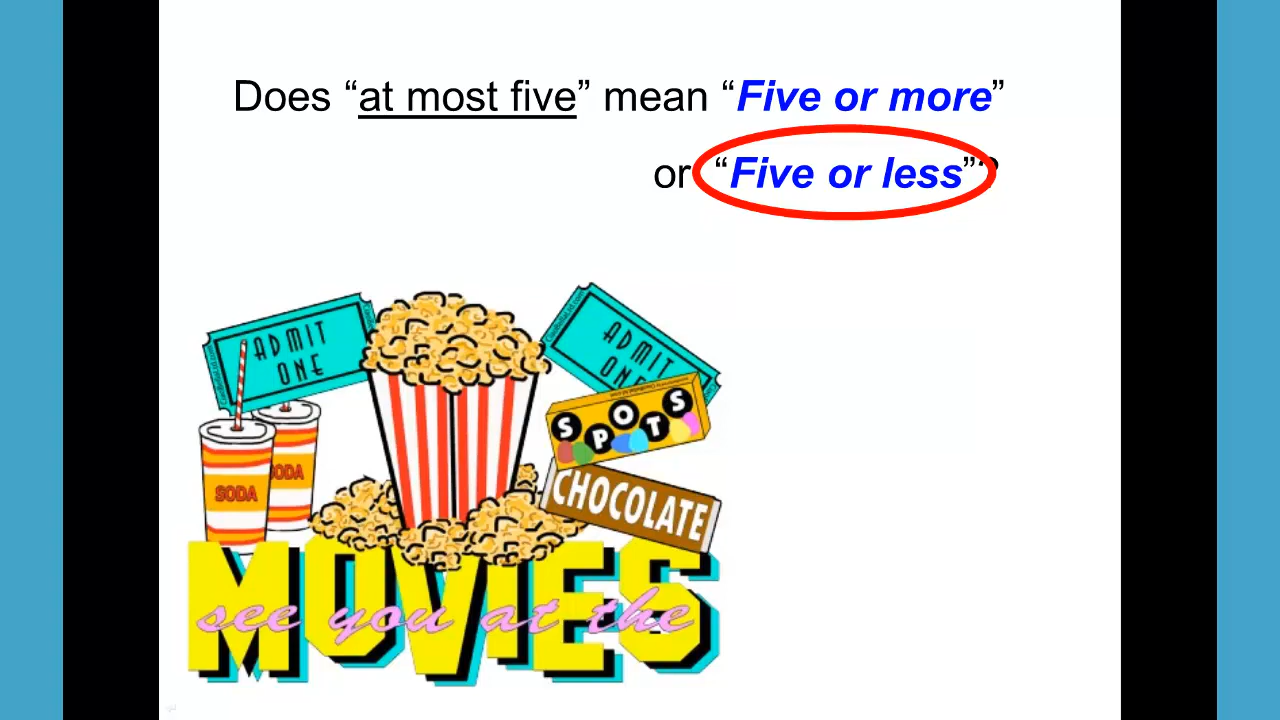 Does “at most five” mean “Five or more”
or “Five or less”?
ADMIT
ONE
ADMIT
ON
SPOTS
CHOCOLATE
SODA
SODA
see you at the
MOVIES